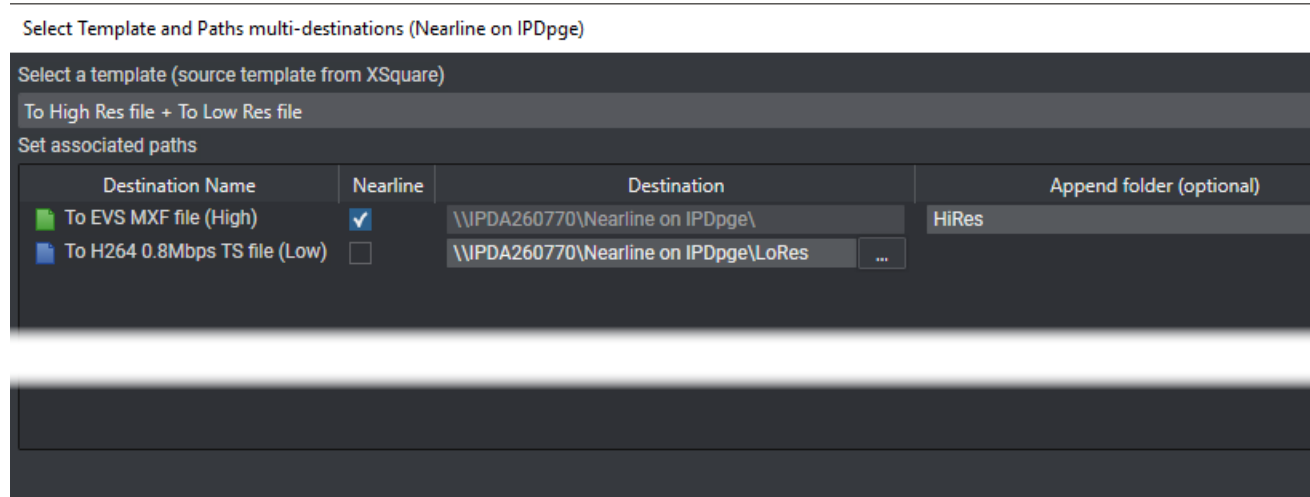 Select Template and Paths multi-destinations (Nearline on IPDpge)
Select a template (source template from XSquare)
To High Res file + To Low Res file
Set associated paths
Destination Name Nearline Destination Append folder (optional)
To EVS MXF file (High) \\IPDA260770\Nearline on IPDpge\ HiRes
To H264 0.8Mbps TS file (Low) \\IPDA260770\Nearline on IPDpge\LoRes ...